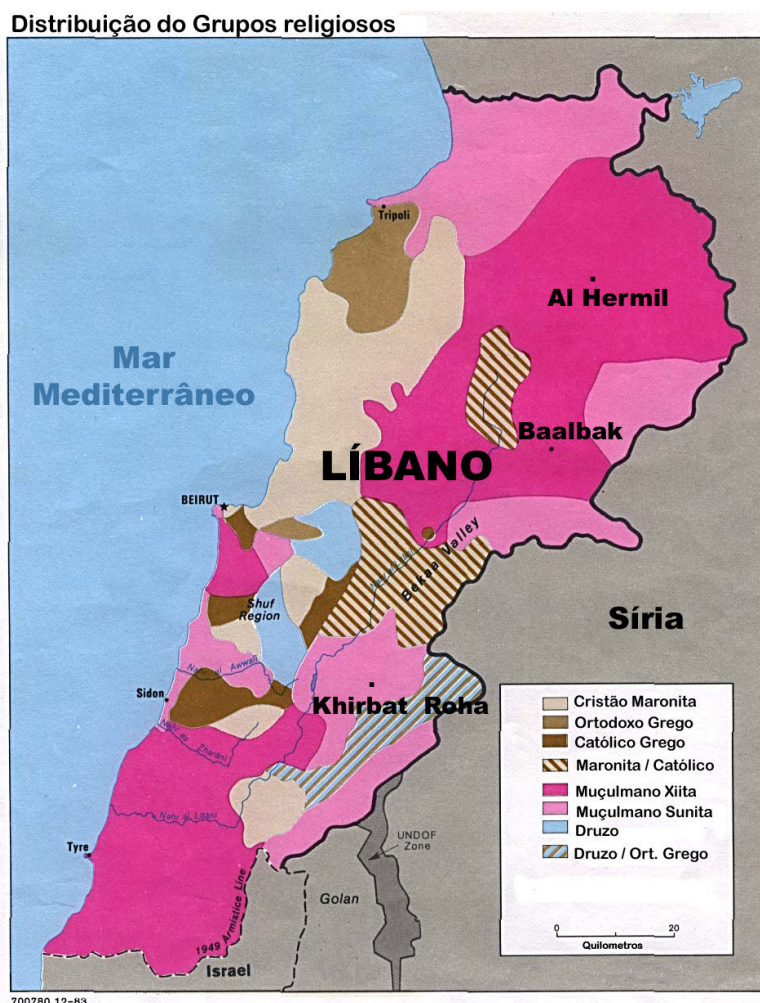 Distribuição do Grupos religiosos
Tripoli
Al Hermil
Mar
Mediterrâneo
Baalbak
LÍBANO
BEIRUT
Bekaa Valley
Shuf
Region
Síria
Nahr al Awwali
Sidon
Khirbat Roha
Nahr az Zahrānī
Nahr al Lītānī
Tyre
UNDOF
Zone
Golan
1949 Armistice Line
Israel
Cristão Maronita
Ortodoxo Grego
Católico Grego
Maronita / Católico
Muçulmano Xiita
Muçulmano Sunita
Druzo
Druzo / Ort. Grego
0 20
Quilometros
700780 12-83